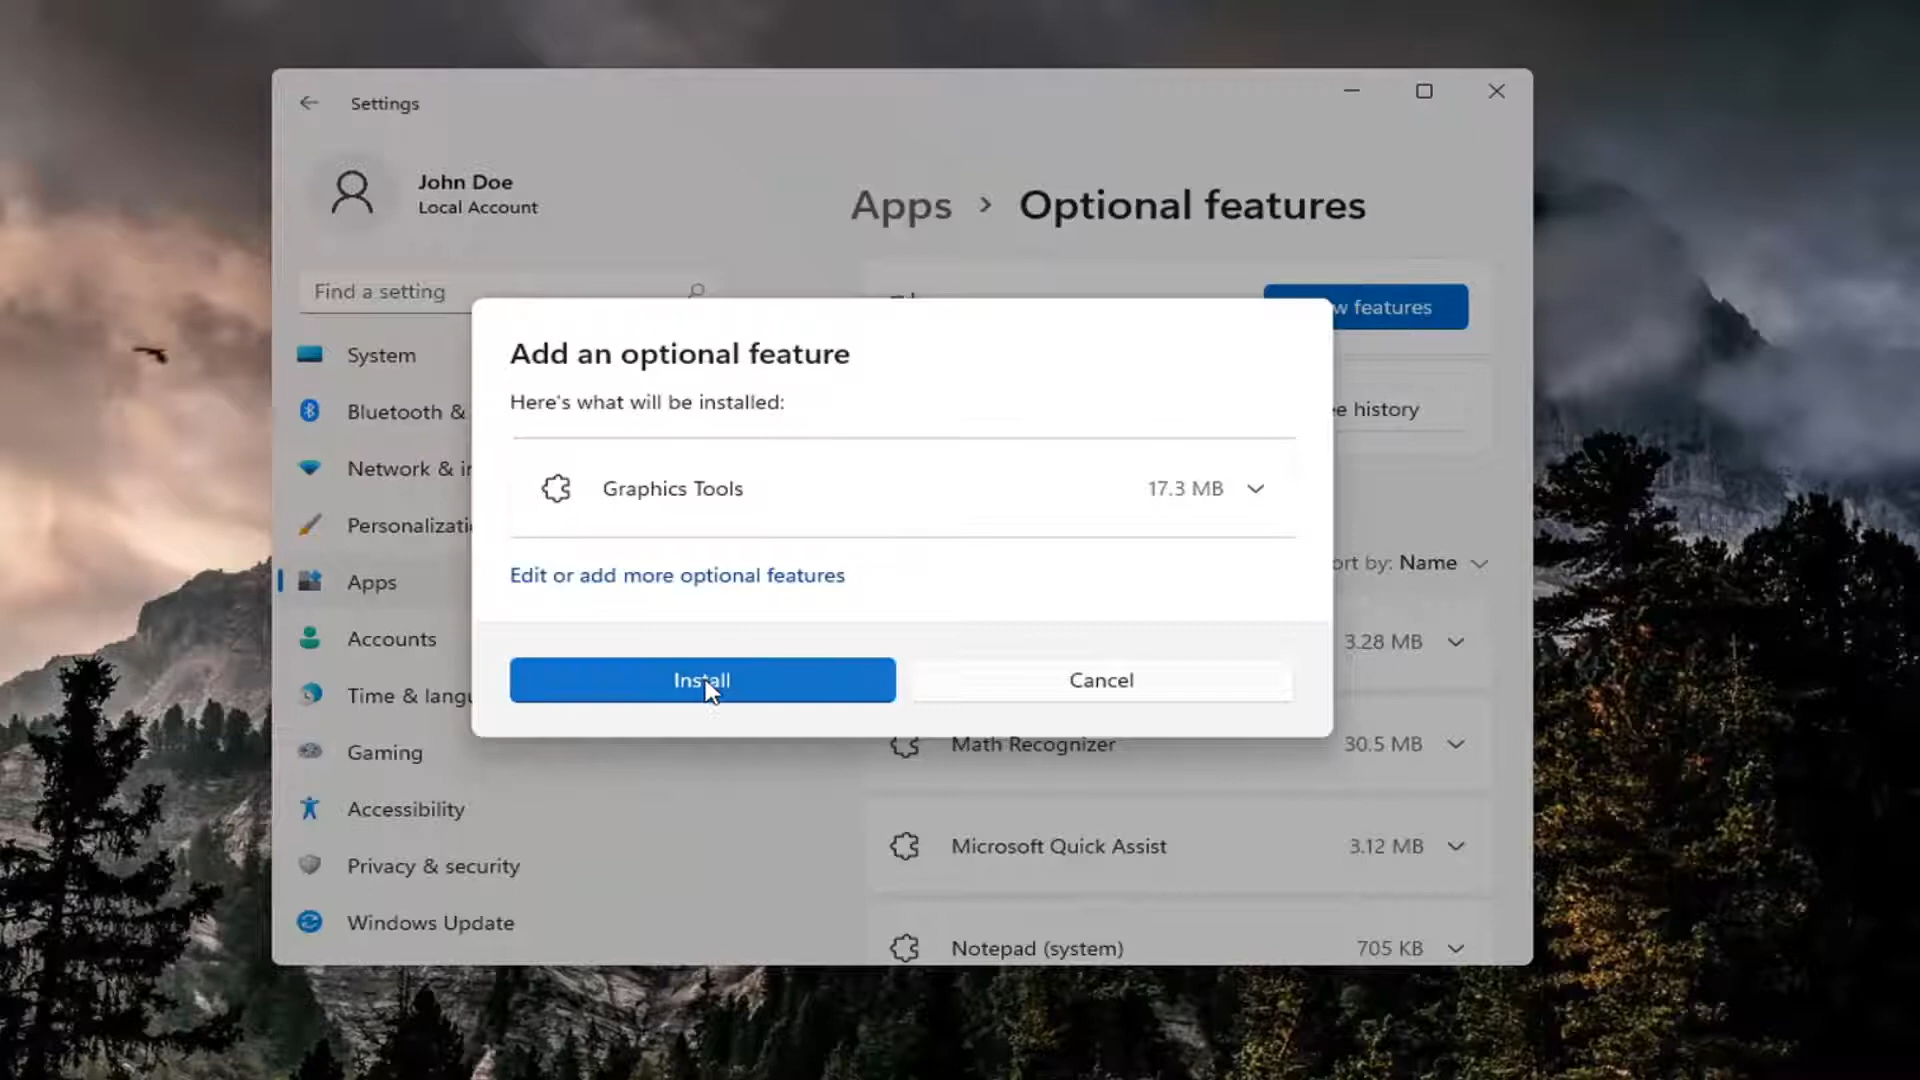 Settings
John Doe
Local Account
Apps > Optional features
Find a setting
w features
Add an optional feature
System
Here's what will be installed:
Bluetooth &
e history
Network & i
Graphics Tools 17.3 MB
Personalizati
Sort by: Name
Edit or add more optional features
Apps
Accounts
3.28 MB
Install Cancel
Time & langu
Math Recognizer 30.5 MB
Gaming
Accessibility
Microsoft Quick Assist 3.12 MB
Privacy & security
Windows Update
Notepad (system) 705 KB